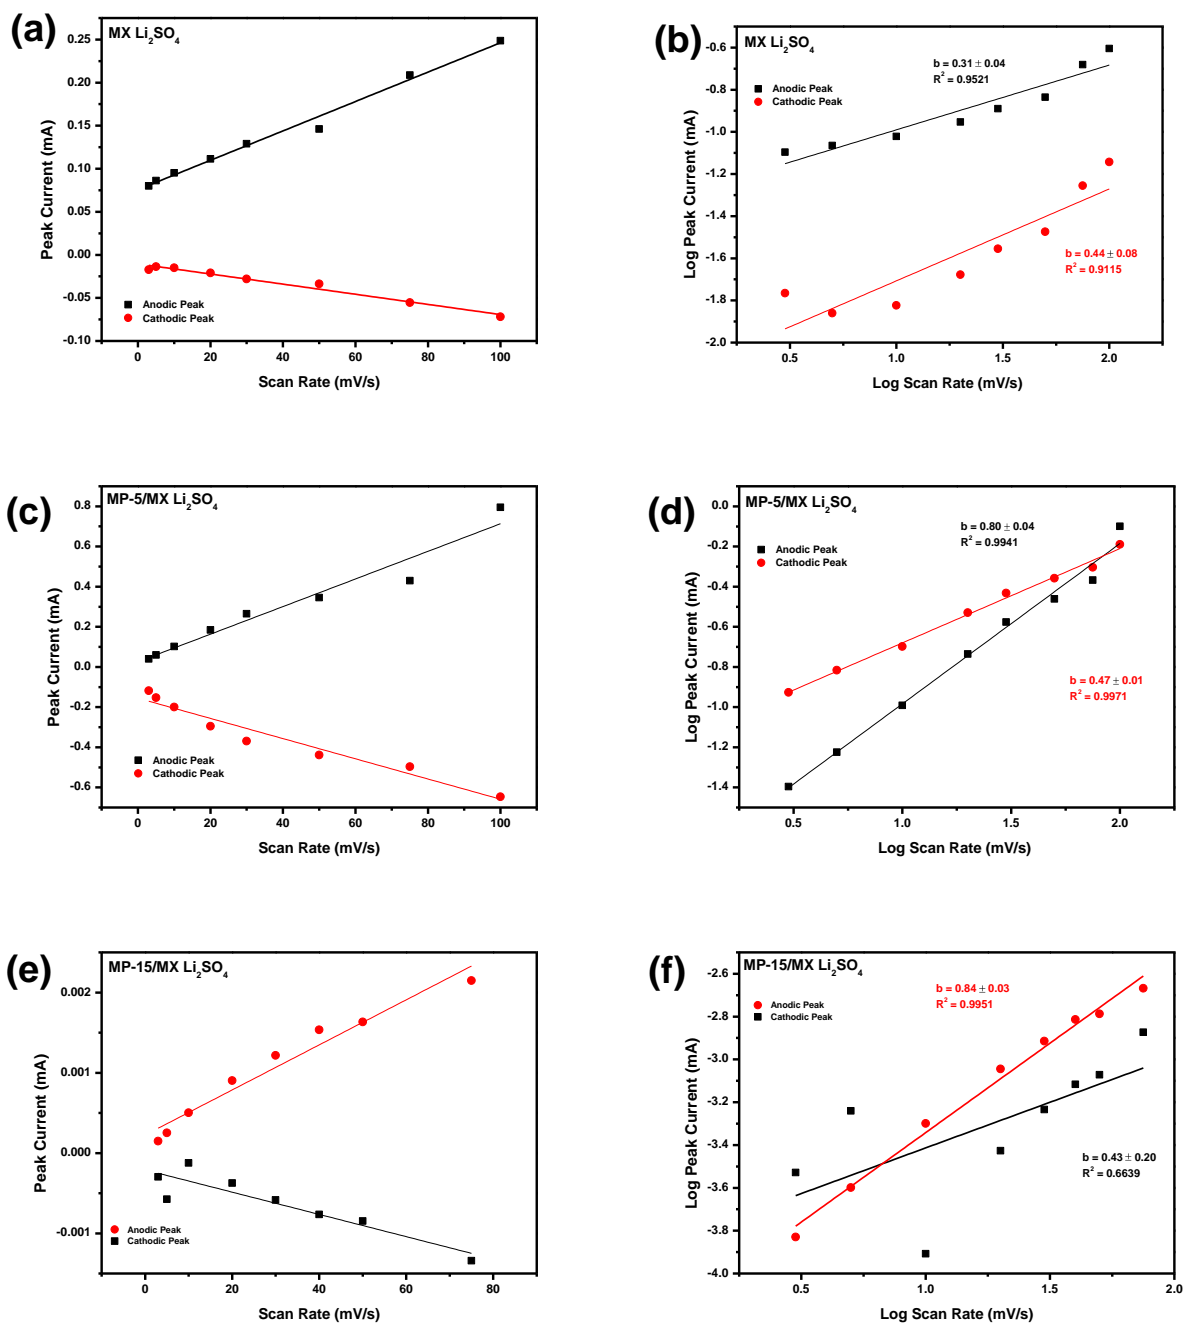 (a)
MX Li₂SO₄
0.25
0.20
0.15
0.10
0.05
0.00
-0.05
-0.10
0
20
40
60
80
100
Peak Current (mA)
Scan Rate (mV/s)
Anodic Peak
Cathodic Peak
(b)
MX Li₂SO₄
-0.6
-0.8
-1.0
-1.2
-1.4
-1.6
-1.8
-2.0
0.5
1.0
1.5
2.0
Log Peak Current (mA)
Log Scan Rate (mV/s)
Anodic Peak
Cathodic Peak
b = 0.31 ± 0.04
R² = 0.9521
b = 0.44 ± 0.08
R² = 0.9115
(c)
MP-5/MX Li₂SO₄
0.8
0.6
0.4
0.2
0.0
-0.2
-0.4
-0.6
0
20
40
60
80
100
Peak Current (mA)
Scan Rate (mV/s)
Anodic Peak
Cathodic Peak
(d)
MP-5/MX Li₂SO₄
0.0
-0.2
-0.4
-0.6
-0.8
-1.0
-1.2
-1.4
0.5
1.0
1.5
2.0
Log Peak Current (mA)
Log Scan Rate (mV/s)
Anodic Peak
Cathodic Peak
b = 0.80 ± 0.04
R² = 0.9941
b = 0.47 ± 0.01
R² = 0.9971
(e)
MP-15/MX Li₂SO₄
0.002
0.001
0.000
-0.001
0
20
40
60
80
Peak Current (mA)
Scan Rate (mV/s)
Anodic Peak
Cathodic Peak
(f)
MP-15/MX Li₂SO₄
-2.6
-2.8
-3.0
-3.2
-3.4
-3.6
-3.8
-4.0
0.5
1.0
1.5
2.0
Log Peak Current (mA)
Log Scan Rate (mV/s)
Anodic Peak
Cathodic Peak
b = 0.84 ± 0.03
R² = 0.9951
b = 0.43 ± 0.20
R² = 0.6639